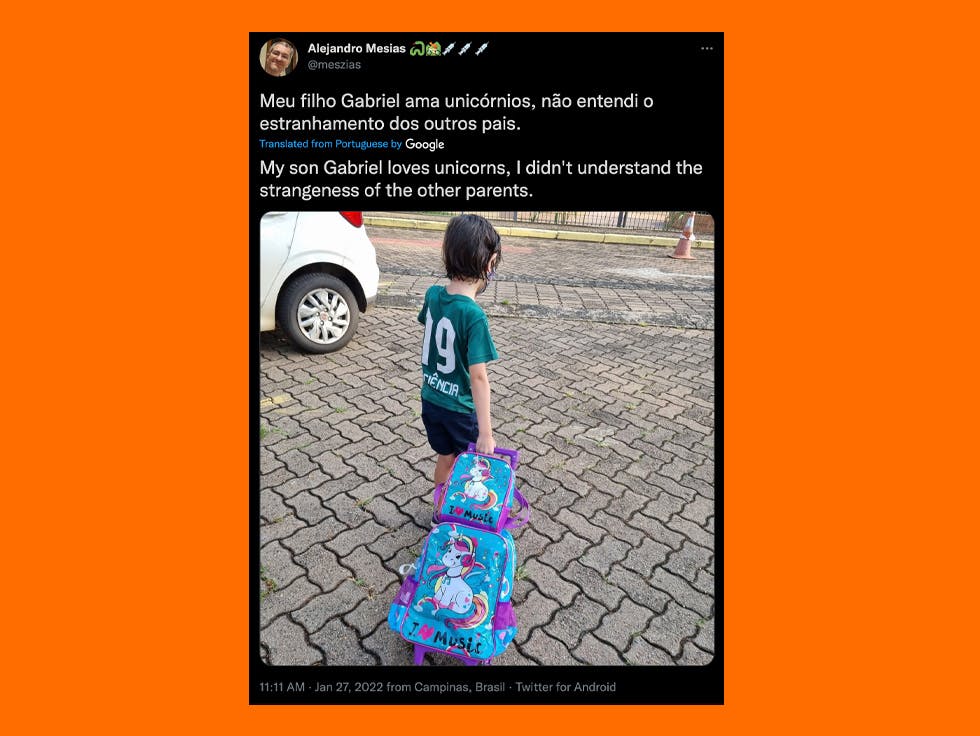 Alejandro Mesias
@meszias
Meu filho Gabriel ama unicórnios, não entendi o
estranhamento dos outros pais.
Translated from Portuguese by Google
My son Gabriel loves unicorns, I didn't understand the
strangeness of the other parents.
19
CIÊNCIA
I ❤ Music
I ❤ Music
11:11 AM · Jan 27, 2022 from Campinas, Brasil · Twitter for Android